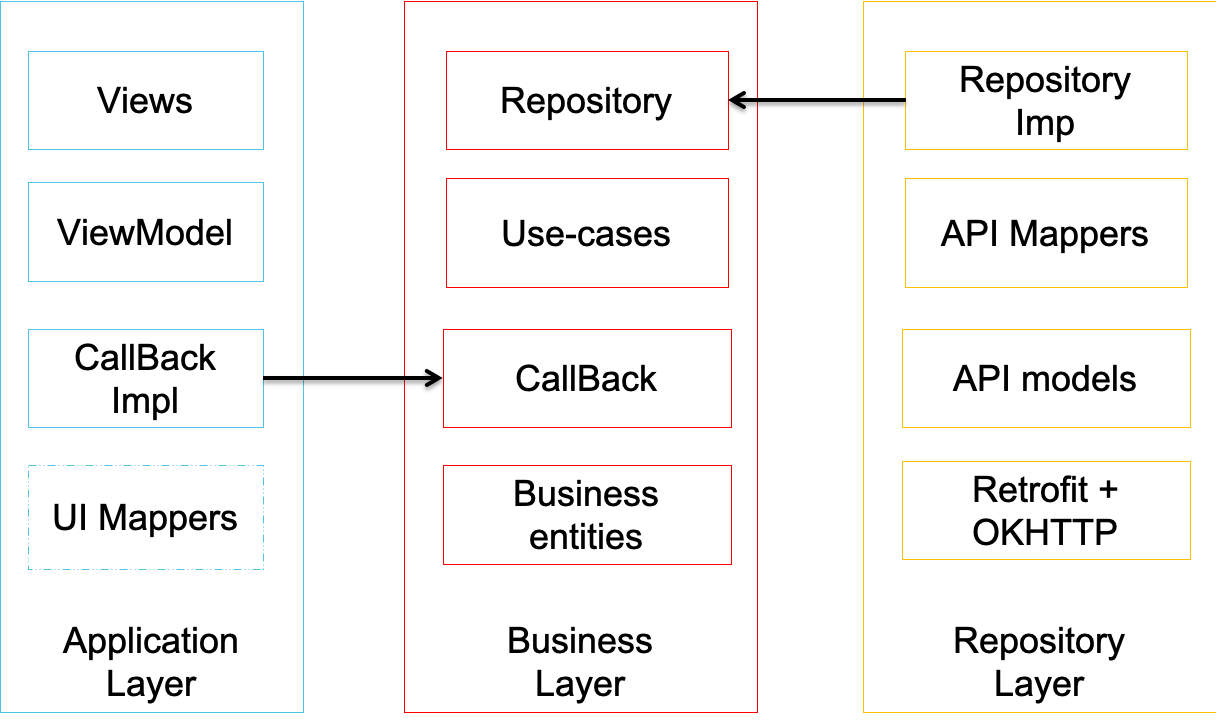 Views
ViewModel
CallBack
Impl
UI Mappers
Application
Layer
Repository
Use-cases
CallBack
Business
entities
Business
Layer
Repository
Imp
API Mappers
API models
Retrofit +
OKHTTP
Repository
Layer